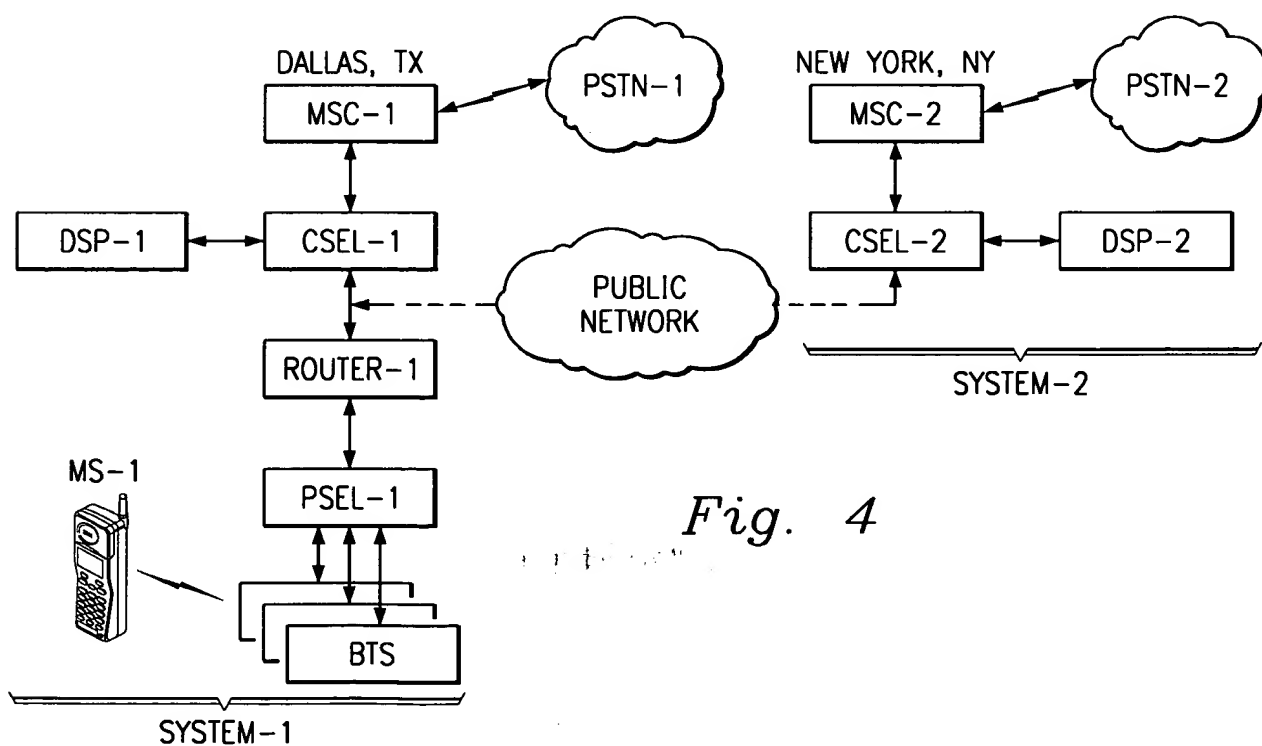 DALLAS, TX
MSC-1
PSTN-1
NEW YORK, NY
MSC-2
PSTN-2
DSP-1
CSEL-1
PUBLIC
NETWORK
CSEL-2
DSP-2
ROUTER-1
SYSTEM-2
MS-1
PSEL-1
Fig. 4
BTS
SYSTEM-1